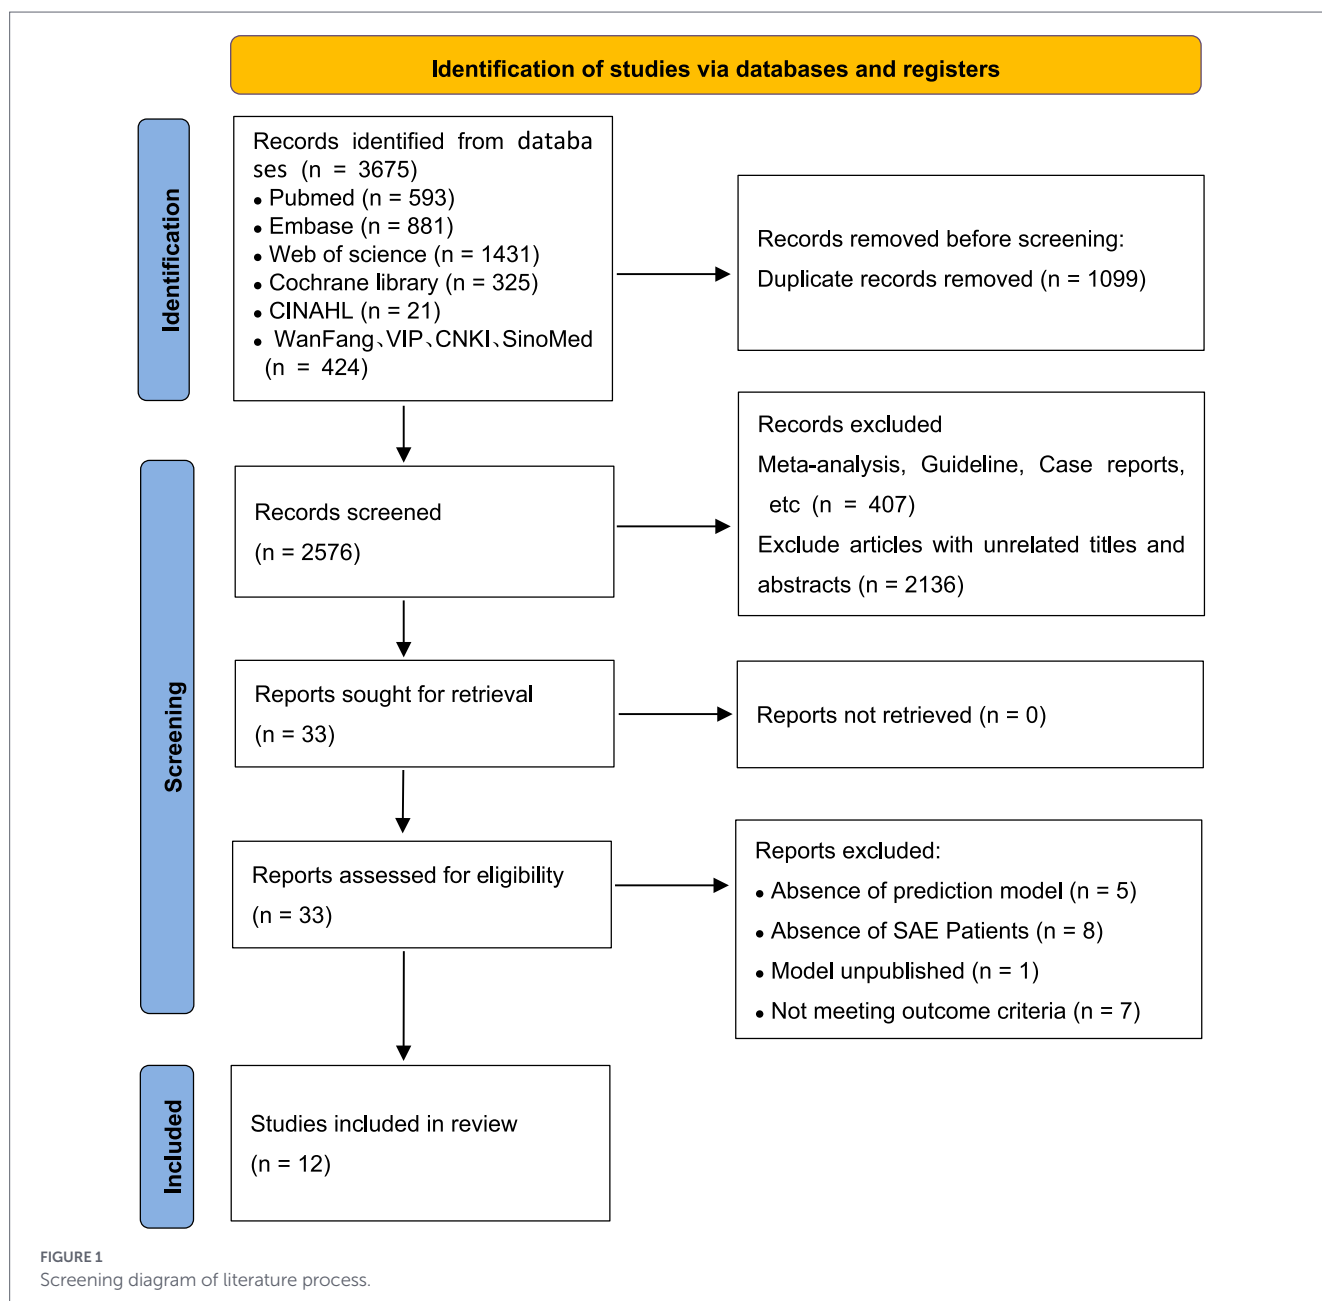 Identification of studies via databases and registers
Identification
Records identified from databa
ses (n = 3675)
• Pubmed (n = 593)
• Embase (n = 881)
• Web of science (n = 1431)
• Cochrane library (n = 325)
• CINAHL (n = 21)
• WanFang、VIP、CNKI、SinoMed
(n = 424)
Records removed before screening:
Duplicate records removed (n = 1099)
Screening
Records screened
(n = 2576)
Records excluded
Meta-analysis, Guideline, Case reports,
etc (n = 407)
Exclude articles with unrelated titles and
abstracts (n = 2136)
Reports sought for retrieval
(n = 33)
Reports not retrieved (n = 0)
Reports assessed for eligibility
(n = 33)
Reports excluded:
• Absence of prediction model (n = 5)
• Absence of SAE Patients (n = 8)
• Model unpublished (n = 1)
• Not meeting outcome criteria (n = 7)
Included
Studies included in review
(n = 12)
FIGURE 1
Screening diagram of literature process.